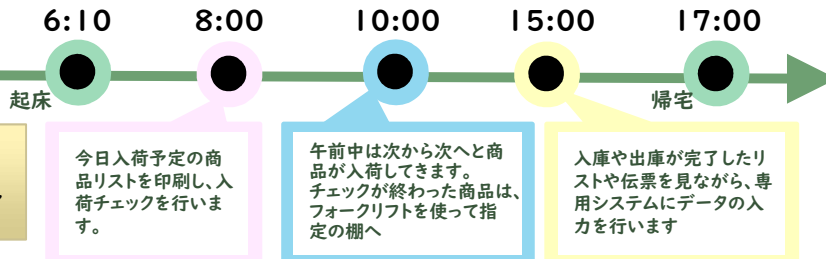 6:10
8:00
10:00
15:00
17:00
起床
帰宅
今日入荷予定の商
品リストを印刷し、入
荷チェックを行いま
す。
午前中は次から次へと商
品が入荷してきます。
チェックが終わった商品は、
フォークリフトを使って指
定の棚へ
入庫や出庫が完了したリ
ストや伝票を見ながら、専
用システムにデータの入
力を行います